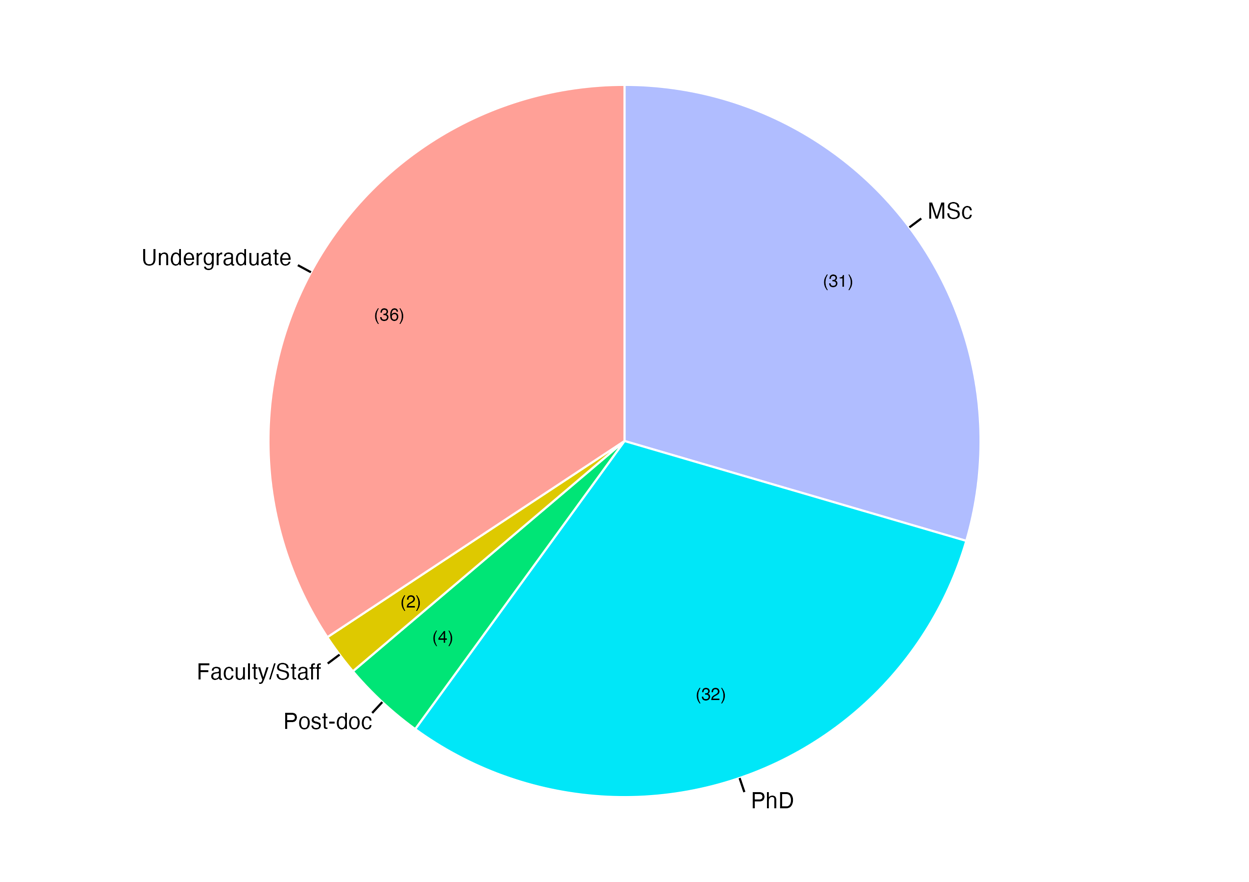 MSc
(31)
Undergraduate
(36)
(2)
(4)
Faculty/Staff
(32)
Post-doc
PhD